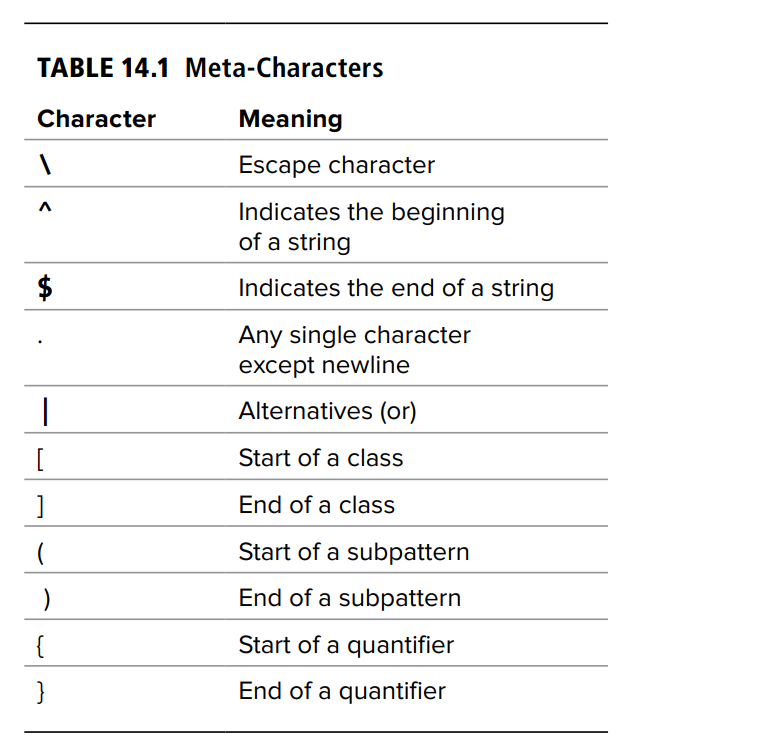 TABLE 14.1 Meta-Characters
Character Meaning
\ Escape character
^ Indicates the beginning
of a string
$ Indicates the end of a string
. Any single character
except newline
| Alternatives (or)
[ Start of a class
] End of a class
( Start of a subpattern
) End of a subpattern
{ Start of a quantifier
} End of a quantifier